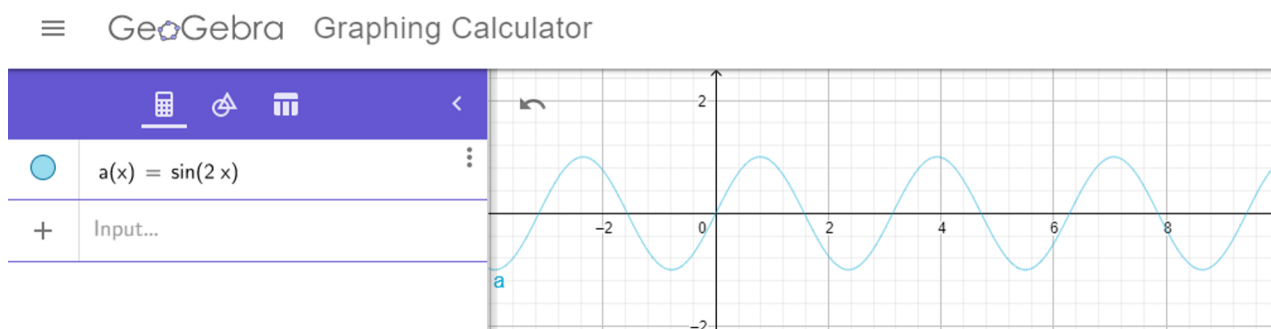 GeoGebra Graphing Calculator
a(x) = sin(2 x)
Input...
2
−2 0 2 4 6 8
a
−2